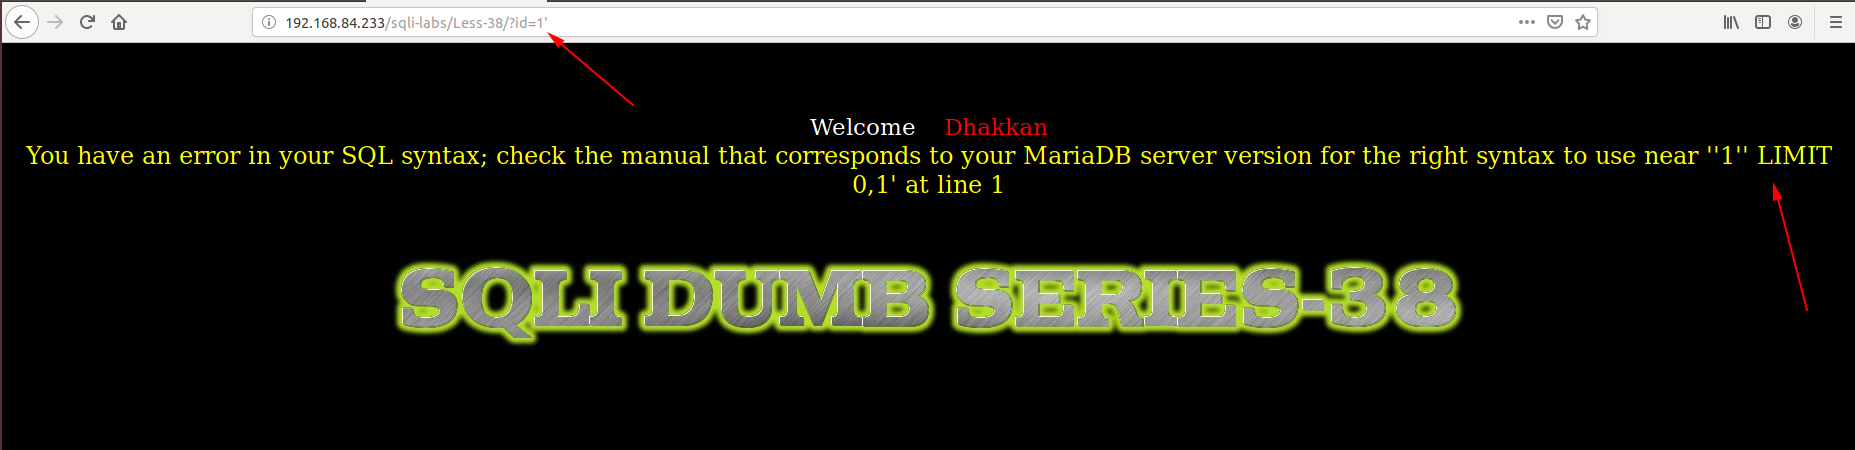 192.168.84.233/sqli-labs/Less-38/?id=1'
Welcome Dhakkan
You have an error in your SQL syntax; check the manual that corresponds to your MariaDB server version for the right syntax to use near ''1'' LIMIT
0,1' at line 1
SQLI DUMB SERIES-38